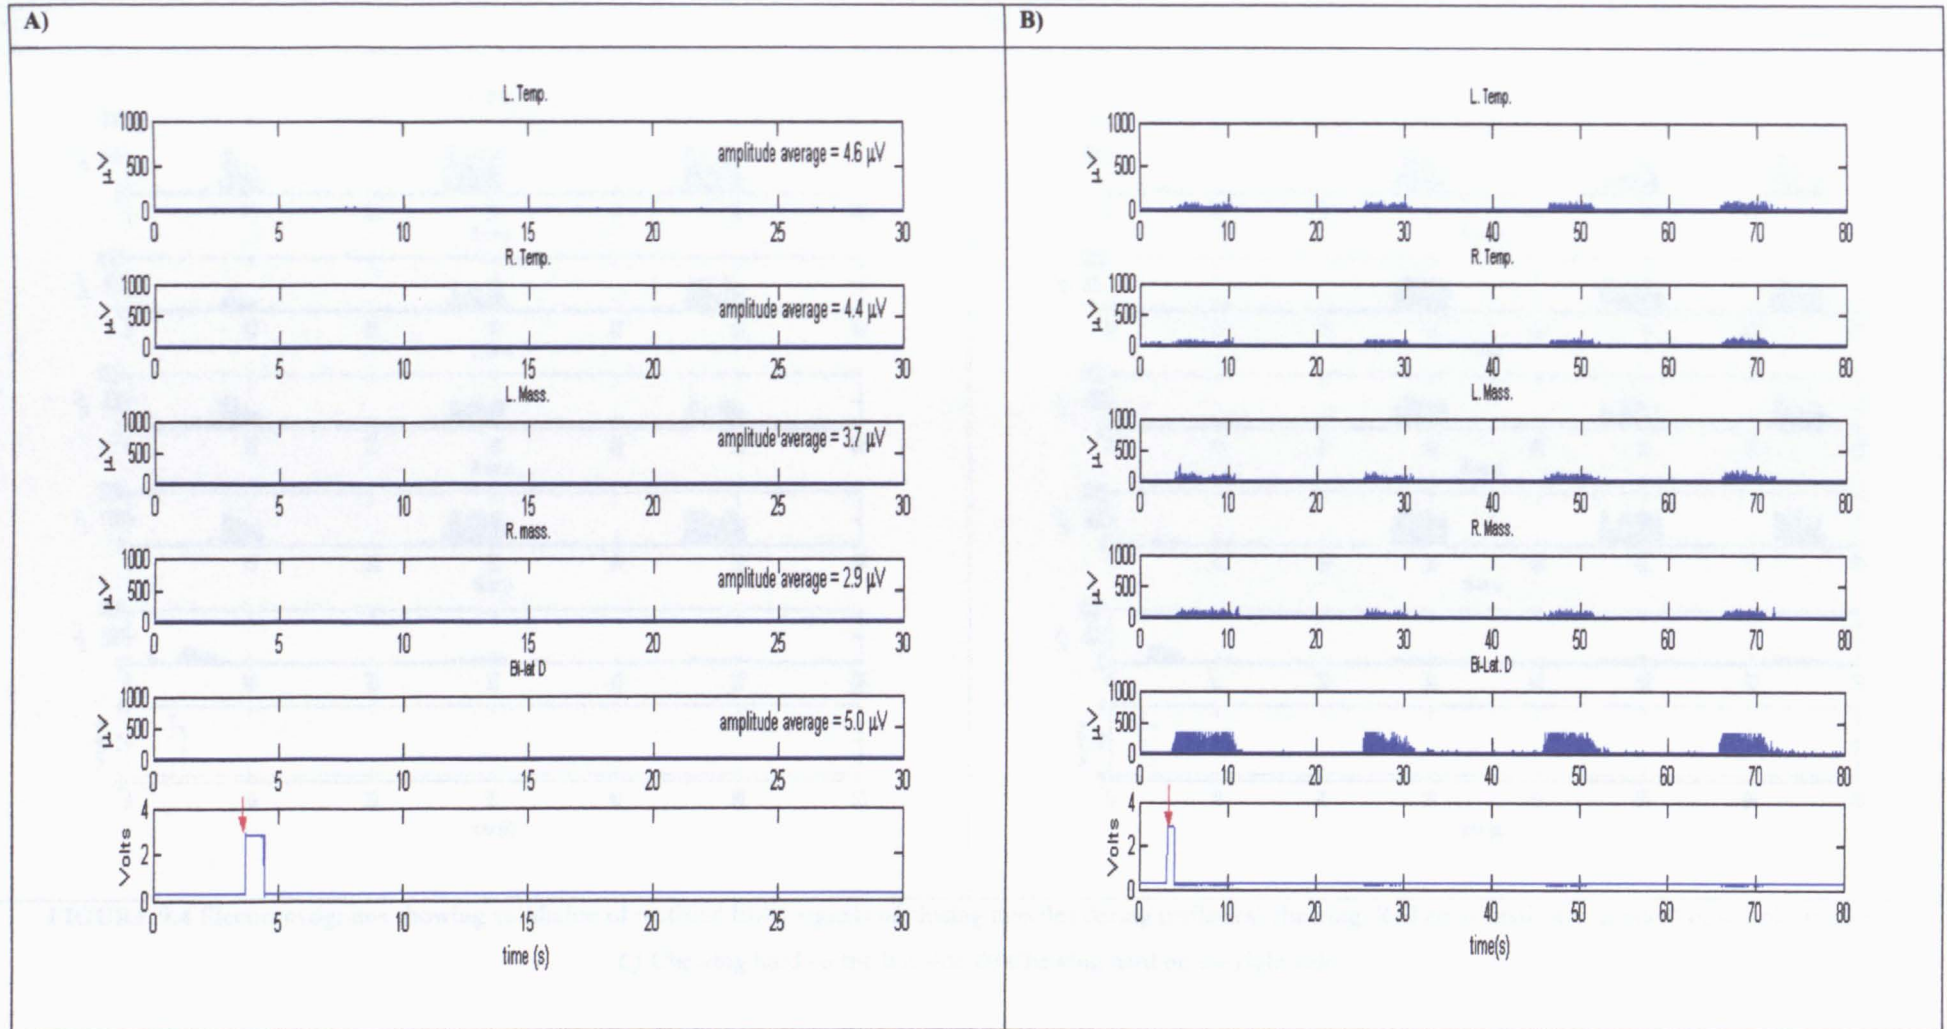 A)
L. Temp.
1000
500
0
µV
amplitude average = 4.6 µV
0 5 10 15 20 25 30
R. Temp.
1000
500
0
µV
amplitude average = 4.4 µV
0 5 10 15 20 25 30
L. Mass.
1000
500
0
µV
amplitude average = 3.7 µV
0 5 10 15 20 25 30
R. mass.
1000
500
0
µV
amplitude average = 2.9 µV
0 5 10 15 20 25 30
Bi-lat D
1000
500
0
µV
amplitude average = 5.0 µV
0 5 10 15 20 25 30
4
2
0
Volts
0 5 10 15 20 25 30
time (s)
B)
L. Temp.
1000
500
0
µV
0 10 20 30 40 50 60 70 80
R. Temp.
1000
500
0
µV
0 10 20 30 40 50 60 70 80
L. Mass.
1000
500
0
µV
0 10 20 30 40 50 60 70 80
R. Mass.
1000
500
0
µV
0 10 20 30 40 50 60 70 80
Bi-Lat. D
1000
500
0
µV
0 10 20 30 40 50 60 70 80
4
2
0
Volts
0 10 20 30 40 50 60 70 80
time(s)